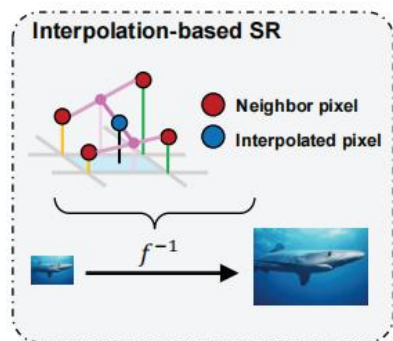 Interpolation-based SR
Neighbor pixel
Interpolated pixel
f⁻¹